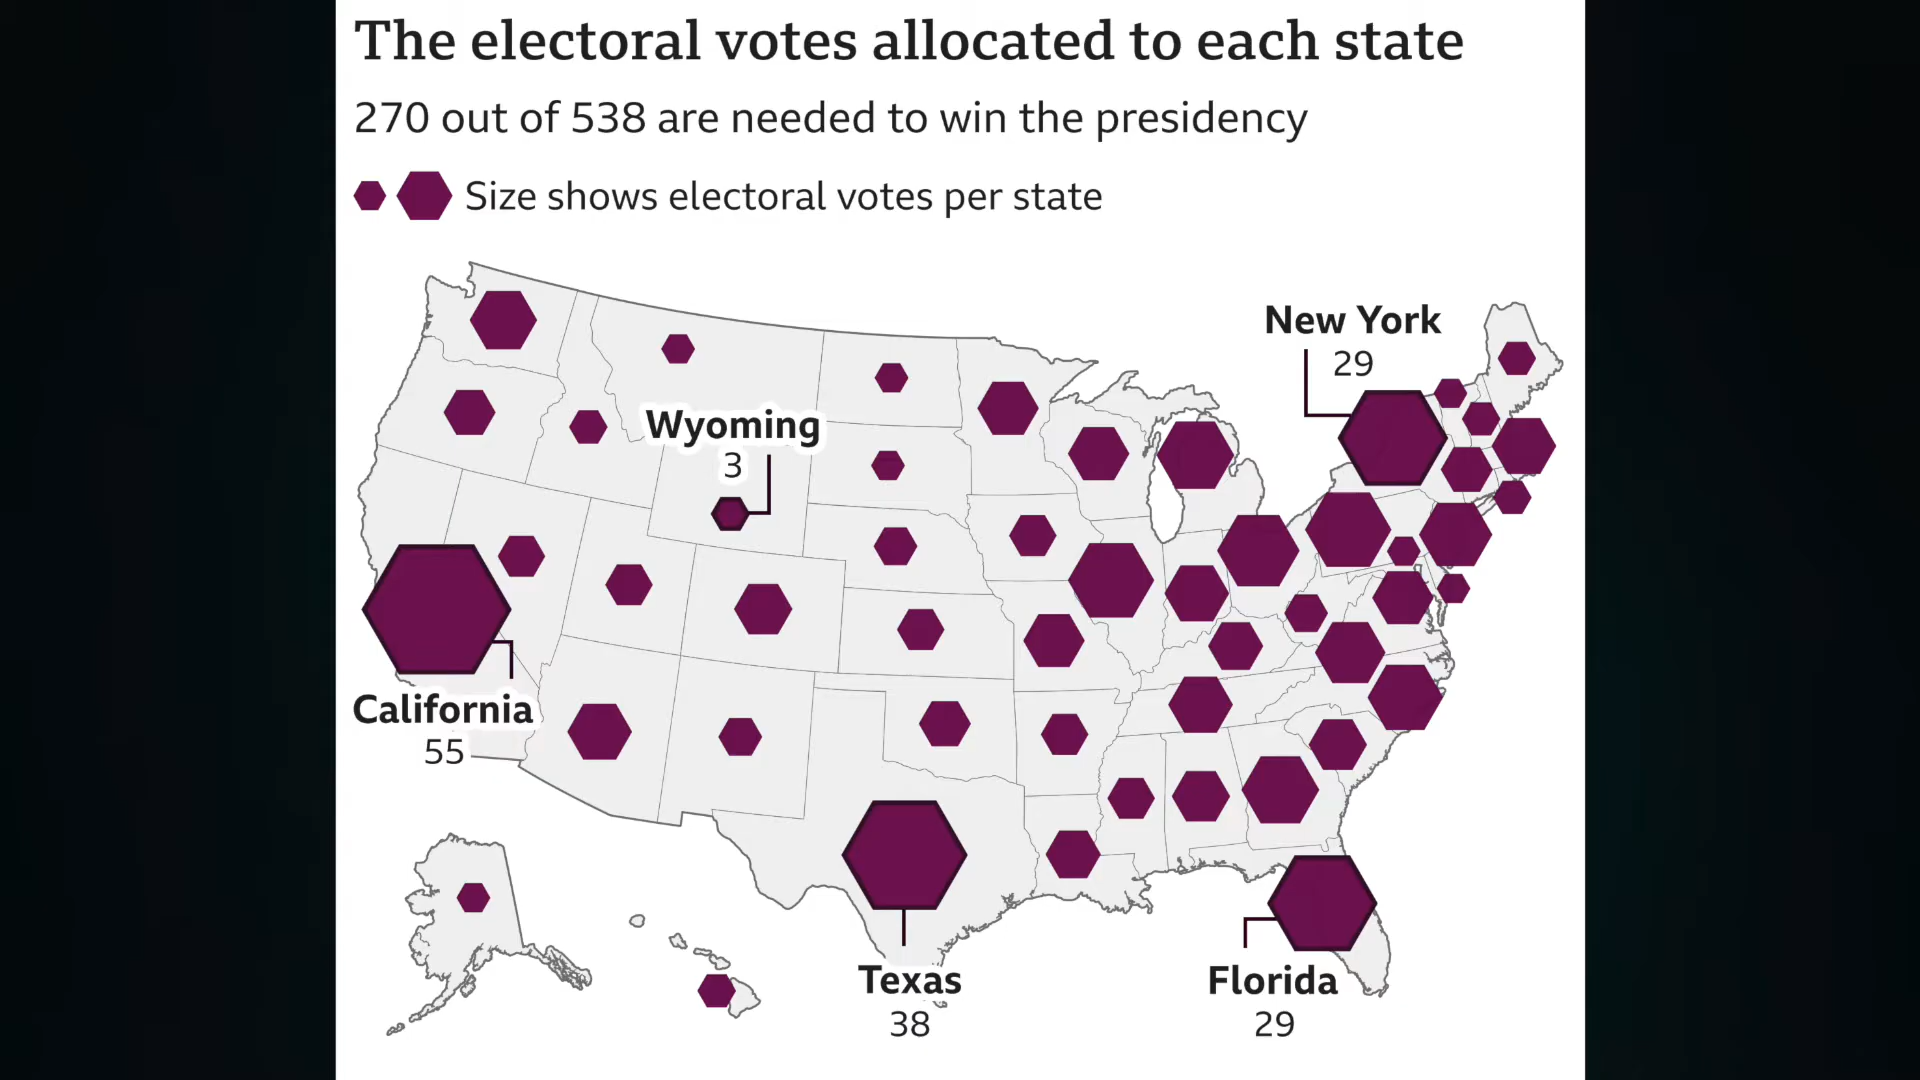 The electoral votes allocated to each state
270 out of 538 are needed to win the presidency
Size shows electoral votes per state
New York
29
Wyoming
3
California
55
Texas
38
Florida
29